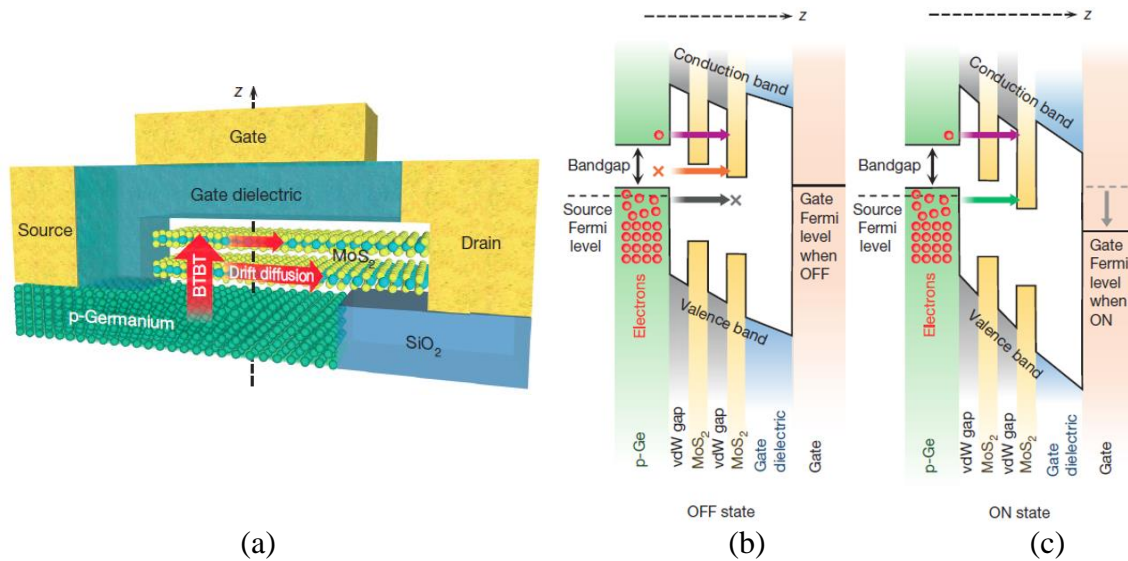 z
Gate
Gate dielectric
Source
Drain
MoS2
BTBT
Drift diffusion
p-Germanium
SiO2
(a)
z
Conduction band
Bandgap
Source
Fermi
level
Electrons
Valence band
Gate
Fermi
level
when
OFF
p-Ge
vdW gap
MoS2
vdW gap
MoS2
Gate
dielectric
Gate
OFF state
(b)
z
Conduction band
Bandgap
Source
Fermi
level
Electrons
Valence band
Gate
Fermi
level
when
ON
p-Ge
vdW gap
MoS2
vdW gap
MoS2
Gate
dielectric
Gate
ON state
(c)